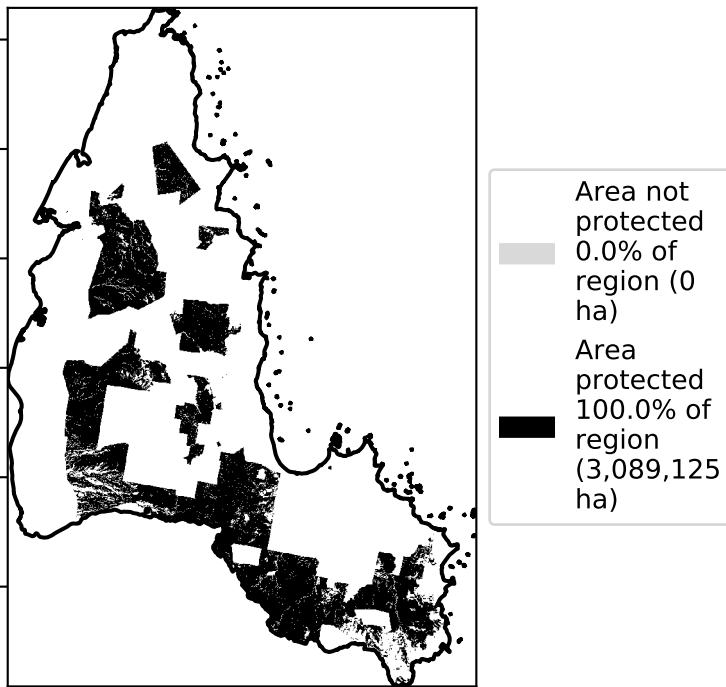 Area not
protected
0.0% of
region (0
ha)
Area
protected
100.0% of
region
(3,089,125
ha)